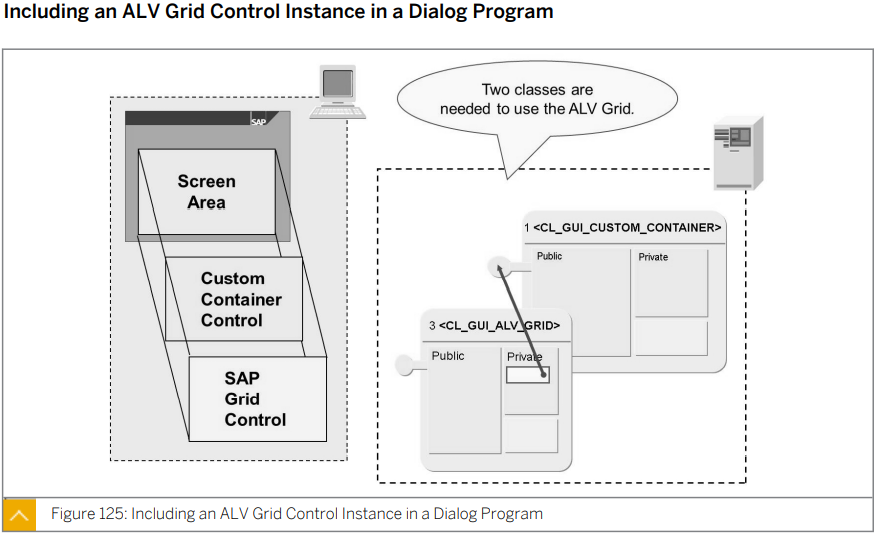 Including an ALV Grid Control Instance in a Dialog Program
SAP
Screen
Area
Custom
Container
Control
SAP
Grid
Control
Two classes are
needed to use the ALV Grid.
1 <CL_GUI_CUSTOM_CONTAINER>
Public
Private
3 <CL_GUI_ALV_GRID>
Public
Private
Figure 125: Including an ALV Grid Control Instance in a Dialog Program